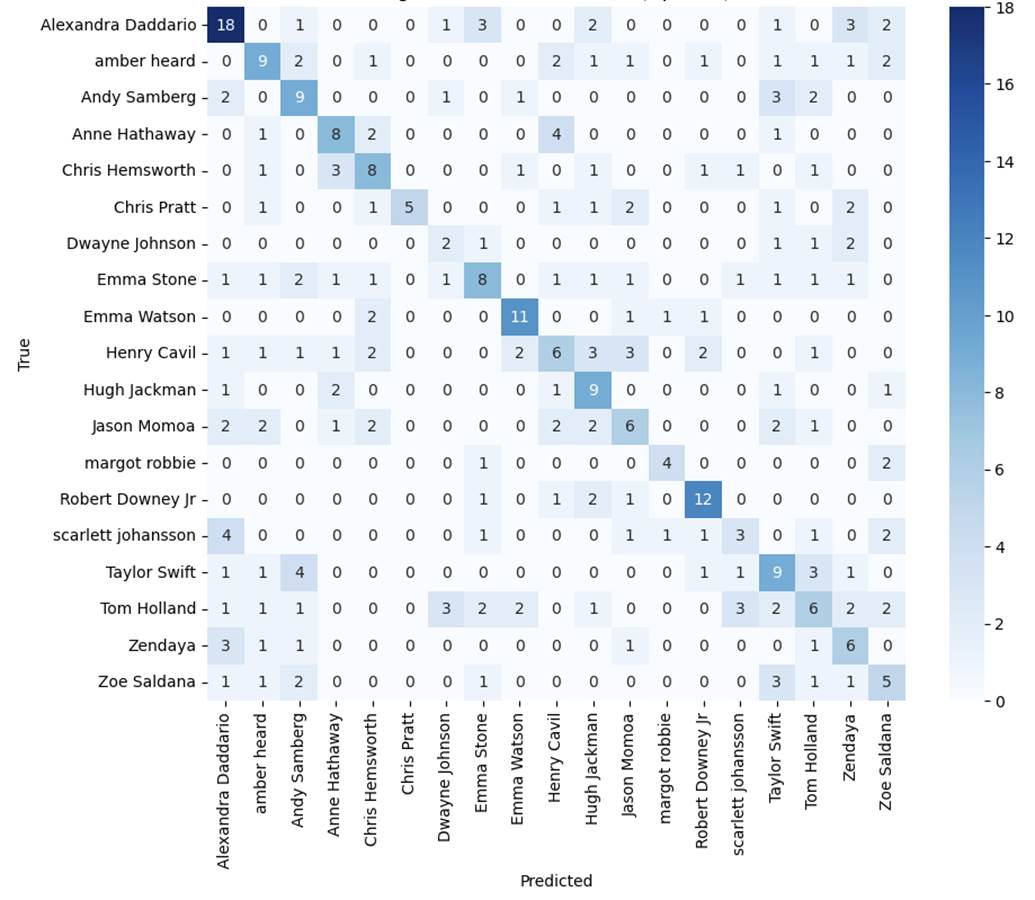 Alexandra Daddario 18 0 1 0 0 0 1 3 0 0 2 0 0 0 0 1 0 3 2
amber heard 0 9 2 0 1 0 0 0 0 2 1 1 0 1 0 1 1 1 2
Andy Samberg 2 0 9 0 0 0 1 0 1 0 0 0 0 0 0 3 2 0 0
Anne Hathaway 0 1 0 8 2 0 0 0 0 4 0 0 0 0 0 1 0 0 0
Chris Hemsworth 0 1 0 3 8 0 0 0 1 0 1 0 0 1 1 0 1 0 0
Chris Pratt 0 1 0 0 1 5 0 0 0 1 1 2 0 0 0 1 0 2 0
Dwayne Johnson 0 0 0 0 0 0 2 1 0 0 0 0 0 0 0 1 1 2 0
Emma Stone 1 1 2 1 1 0 1 8 0 1 1 1 0 0 1 1 1 1 0
Emma Watson 0 0 0 0 2 0 0 0 11 0 0 1 1 1 0 0 0 0 0
Henry Cavil 1 1 1 1 2 0 0 0 2 6 3 3 0 2 0 0 1 0 0
Hugh Jackman 1 0 0 2 0 0 0 0 0 1 9 0 0 0 0 1 0 0 1
Jason Momoa 2 2 0 1 2 0 0 0 0 2 2 6 0 0 0 2 1 0 0
margot robbie 0 0 0 0 0 0 0 1 0 0 0 0 4 0 0 0 0 0 2
Robert Downey Jr 0 0 0 0 0 0 0 1 0 1 2 1 0 12 0 0 0 0 0
scarlett johansson 4 0 0 0 0 0 0 1 0 0 0 1 1 1 3 0 1 0 2
Taylor Swift 1 1 4 0 0 0 0 0 0 0 0 0 0 1 1 9 3 1 0
Tom Holland 1 1 1 0 0 0 3 2 2 0 1 0 0 0 3 2 6 2 2
Zendaya 3 1 1 0 0 0 0 0 0 0 0 1 0 0 0 0 1 6 0
Zoe Saldana 1 1 2 0 0 0 0 1 0 0 0 0 0 0 0 3 1 1 5
True
Alexandra Daddario
amber heard
Andy Samberg
Anne Hathaway
Chris Hemsworth
Chris Pratt
Dwayne Johnson
Emma Stone
Emma Watson
Henry Cavil
Hugh Jackman
Jason Momoa
margot robbie
Robert Downey Jr
scarlett johansson
Taylor Swift
Tom Holland
Zendaya
Zoe Saldana
Predicted
18
16
14
12
10
8
6
4
2
0